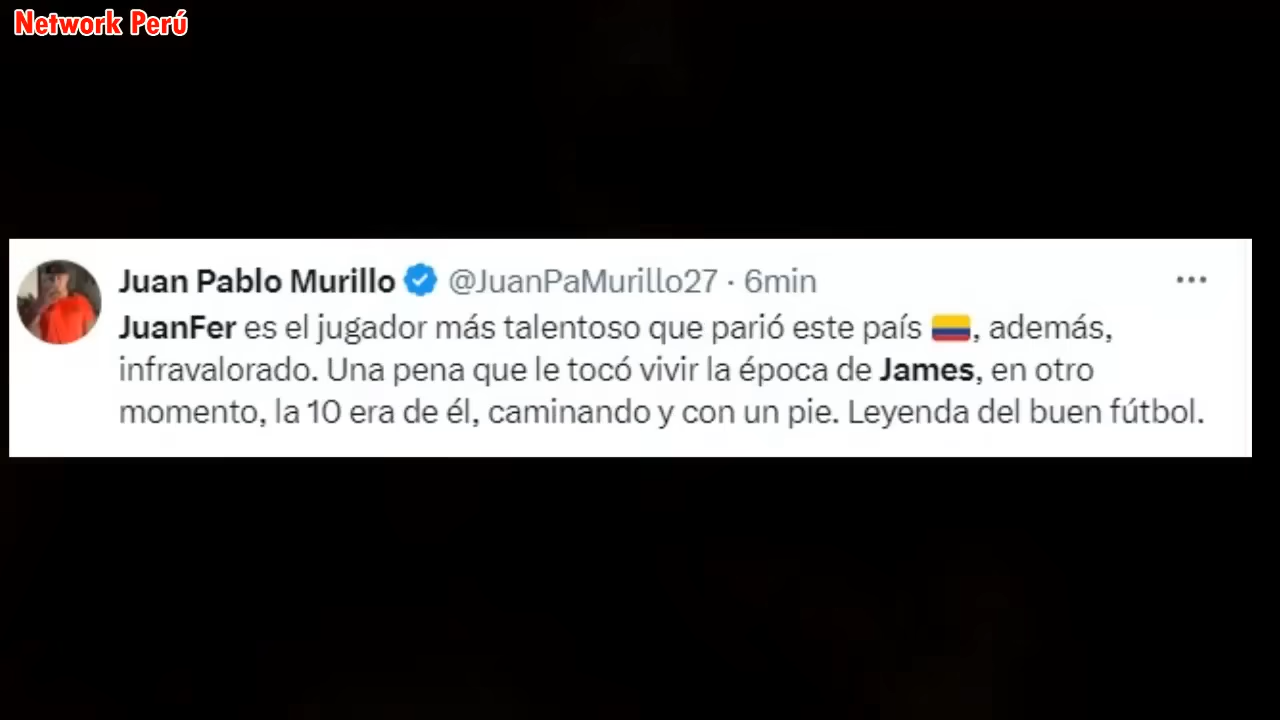 Network Perú
Juan Pablo Murillo @JuanPaMurillo27 · 6min
JuanFer es el jugador más talentoso que parió este país 🇨🇴, además,
infravalorado. Una pena que le tocó vivir la época de James, en otro
momento, la 10 era de él, caminando y con un pie. Leyenda del buen fútbol.